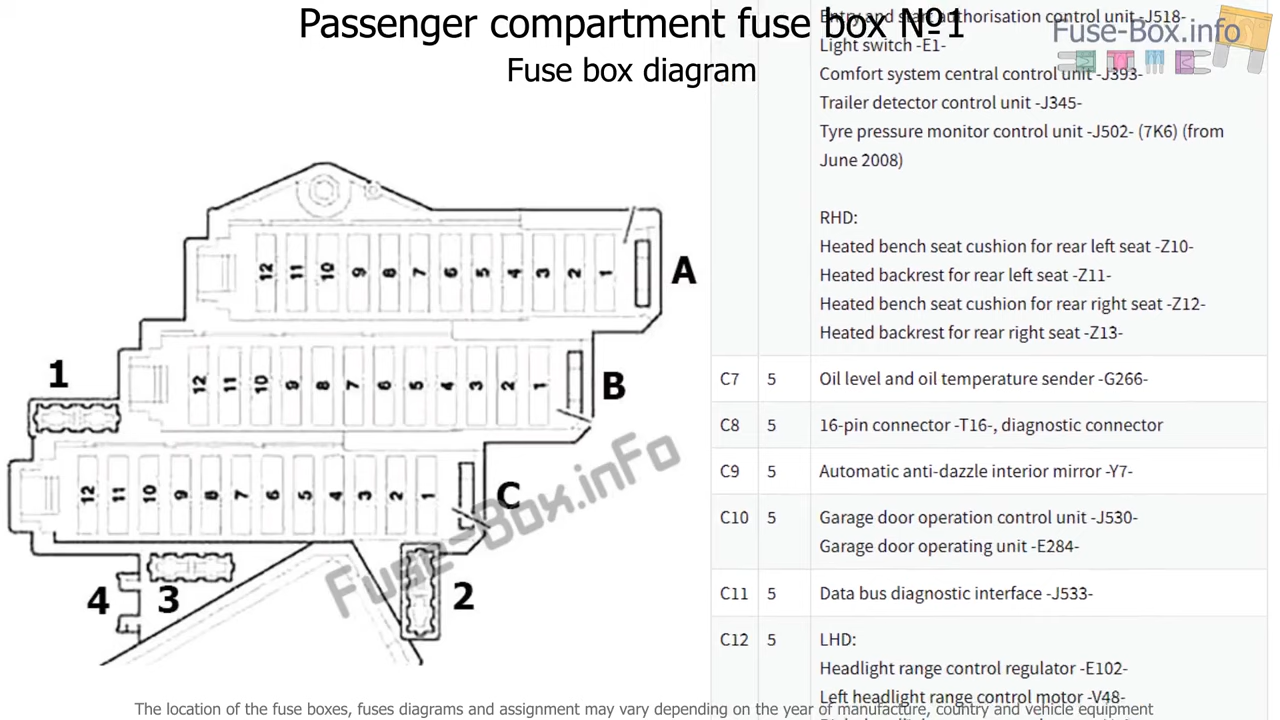 Passenger compartment fuse box №1
Fuse box diagram
Fuse-Box.info
A
12 11 10 9 8 7 6 5 4 3 2 1
B
12 11 10 9 8 7 6 5 4 3 2 1
C
12 11 10 9 8 7 6 5 4 3 2 1
1
2
3
4
Fuse-Box.inFo
Entry and start authorisation control unit -J518-
Light switch -E1-
Comfort system central control unit -J393-
Trailer detector control unit -J345-
Tyre pressure monitor control unit -J502- (7K6) (from
June 2008)
RHD:
Heated bench seat cushion for rear left seat -Z10-
Heated backrest for rear left seat -Z11-
Heated bench seat cushion for rear right seat -Z12-
Heated backrest for rear right seat -Z13-
C7 5 Oil level and oil temperature sender -G266-
C8 5 16-pin connector -T16-, diagnostic connector
C9 5 Automatic anti-dazzle interior mirror -Y7-
C10 5 Garage door operation control unit -J530-
Garage door operating unit -E284-
C11 5 Data bus diagnostic interface -J533-
C12 5 LHD:
Headlight range control regulator -E102-
Left headlight range control motor -V48-
The location of the fuse boxes, fuses diagrams and assignment may vary depending on the year of manufacture, country and vehicle equipment